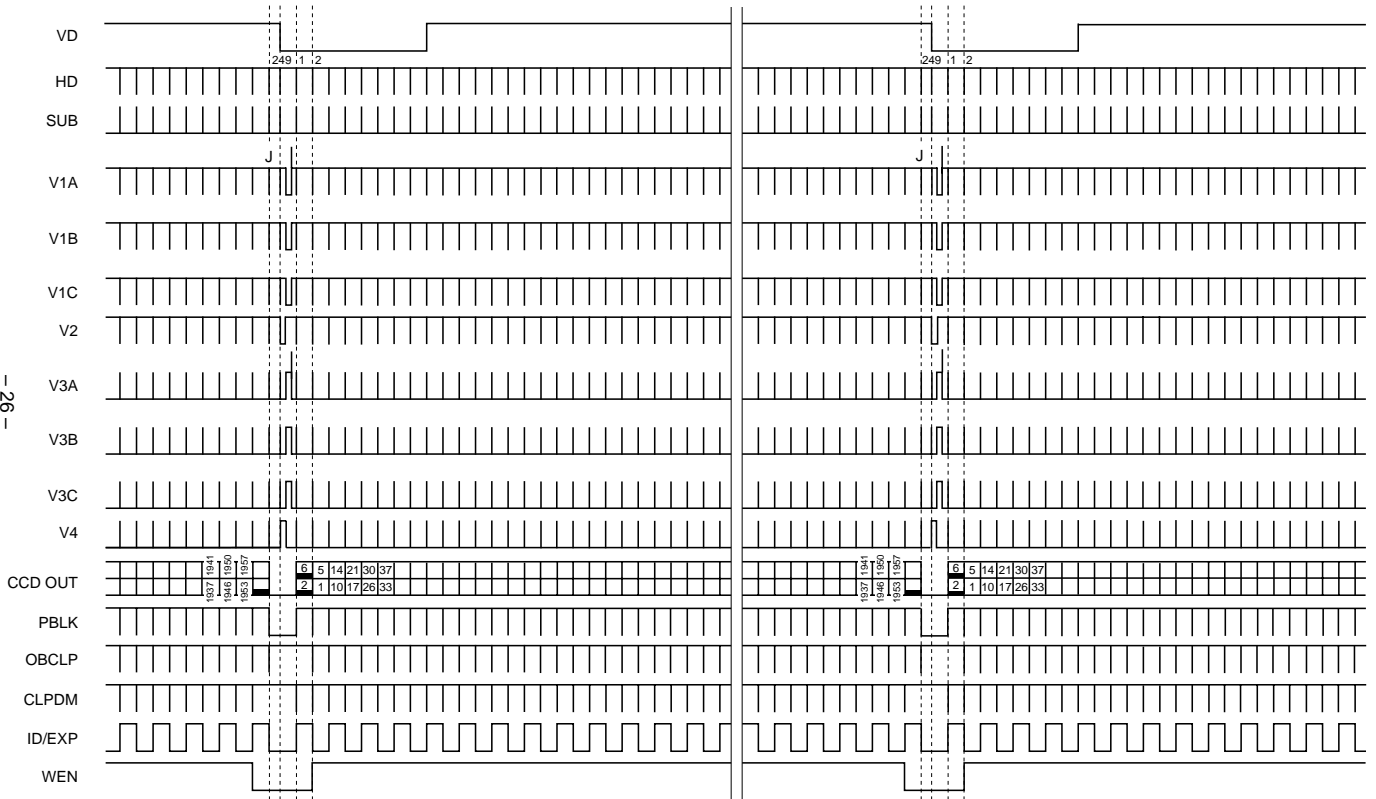 VD
249 1 2 249 1 2
HD
SUB
J J
V1A
V1B
V1C
V2
V3A
V3B
V3C
V4
1941 1950 1957 6 5 14 21 30 37 1941 1950 1957 6 5 14 21 30 37
CCD OUT
1937 1946 1953 2 1 10 17 26 33 1937 1946 1953 2 1 10 17 26 33
PBLK
OBCLP
CLPDM
ID/EXP
WEN
– 26 –